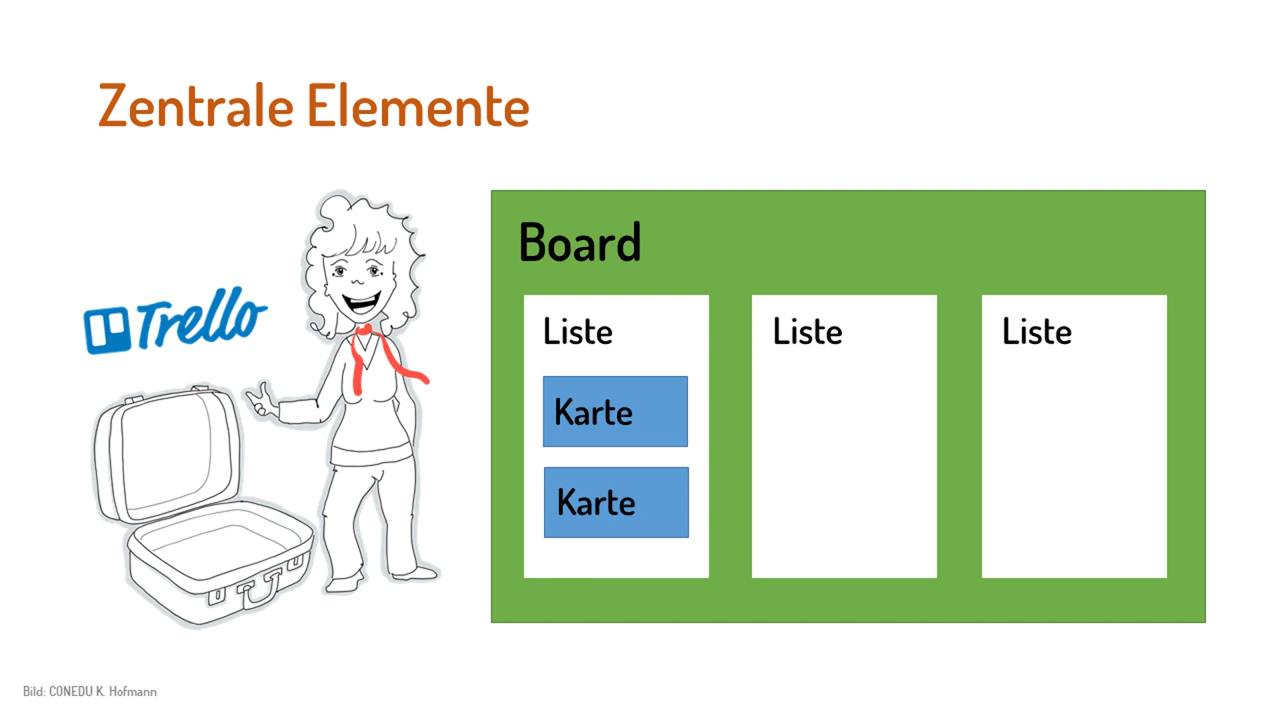 Zentrale Elemente
Trello
Board
Liste
Karte
Karte
Liste
Liste
Bild: CONEDU K. Hofmann